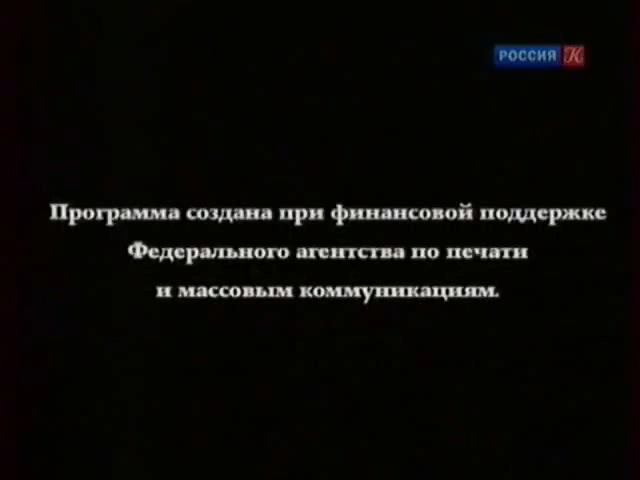 РОССИЯ К
Программа создана при финансовой поддержке
Федерального агентства по печати
и массовым коммуникациям.